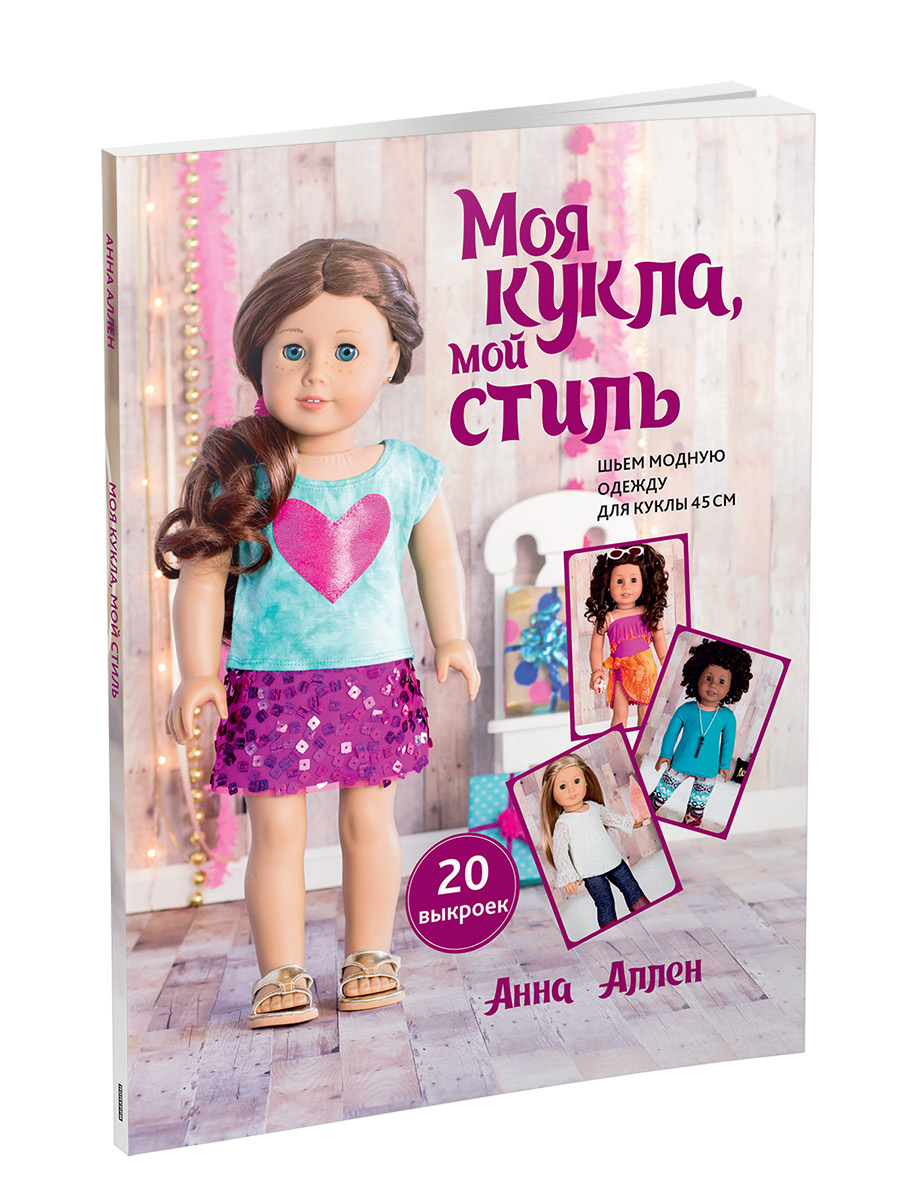 Моя
кукла,
мой
стиль
ШЬЕМ МОДНУЮ
ОДЕЖДУ
ДЛЯ КУКЛЫ 45 СМ
20
выкроек
Анна Аллен
АННА АЛЛЕН
МОЯ КУКЛА, МОЙ СТИЛЬ